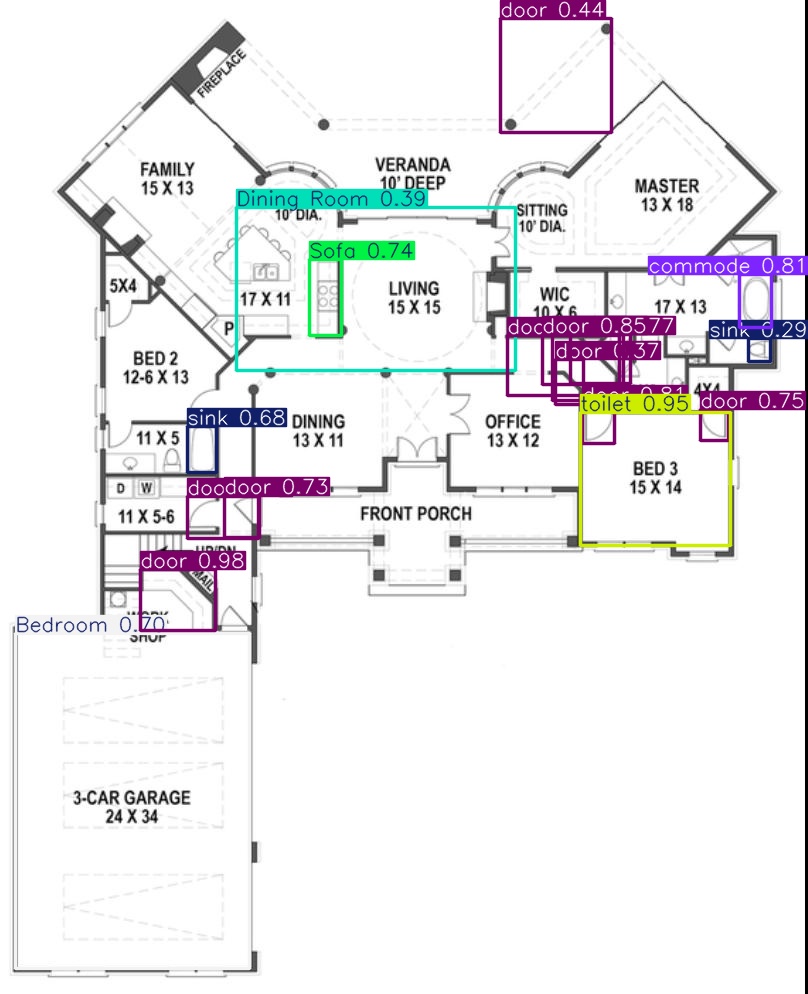 door 0.44
FIREPLACE
FAMILY
15 X 13
VERANDA
10' DEEP
MASTER
13 X 18
Dining Room 0.39
10' DIA.
SITTING
10' DIA.
Sofa 0.74
commode 0.81
5X4
17 X 11
LIVING
15 X 15
WIC
10 X 6
17 X 13
P
door 0.8577
sink 0.29
BED 2
12-6 X 13
0.37
4X4
toilet 0.95
door 0.75
sink 0.68
11 X 5
DINING
13 X 11
OFFICE
13 X 12
BED 3
15 X 14
D
W
door 0.73
11 X 5-6
FRONT PORCH
UP/DN
door 0.98
MAIL
WORK
SHOP
Bedroom 0.70
3-CAR GARAGE
24 X 34